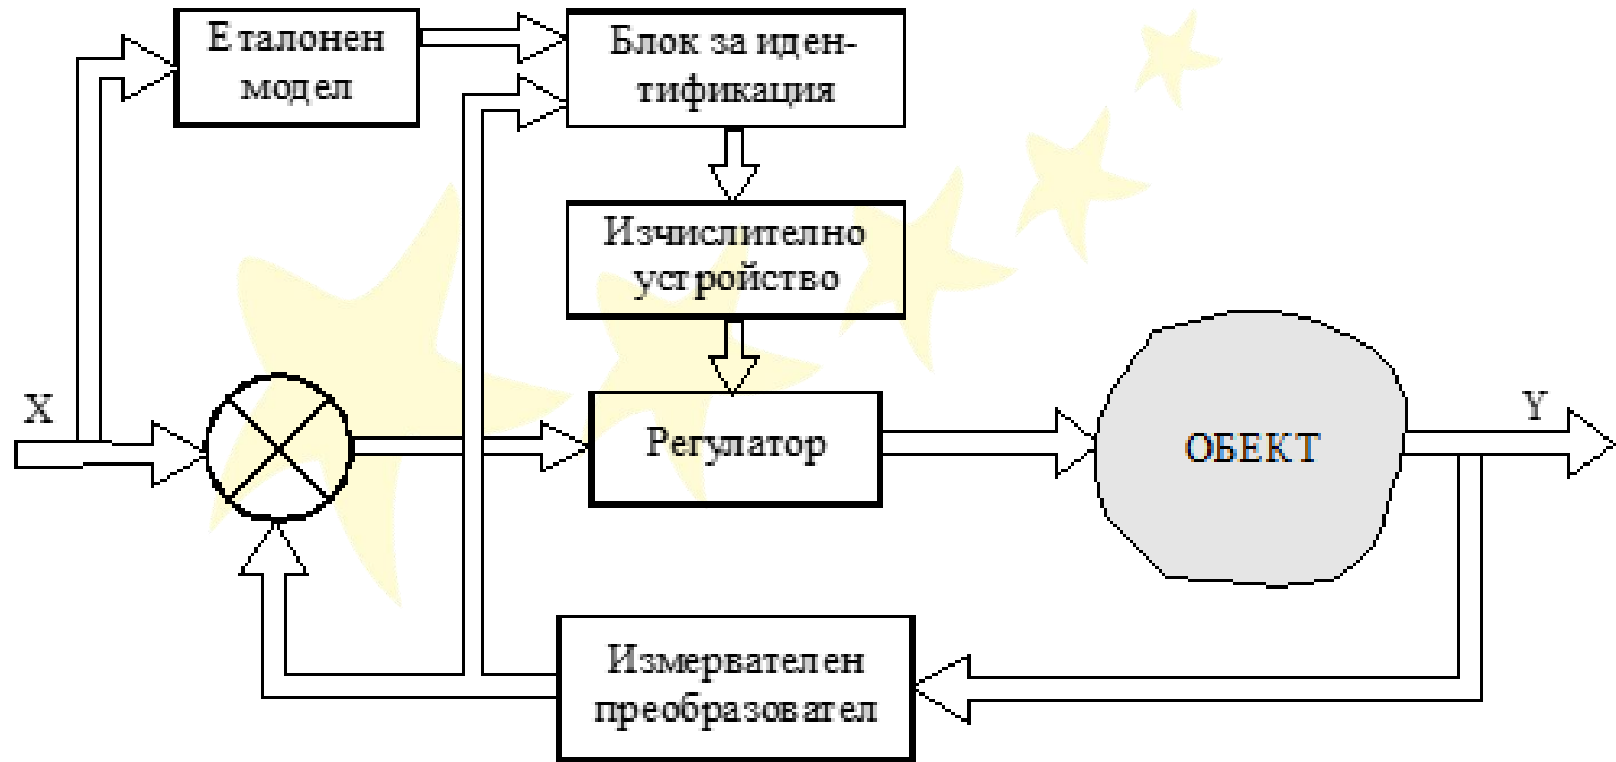 Еталонен
модел
Блок за иден-
тификация
Изчислително
устройство
X
Регулатор
ОБЕКТ
Y
Измервателен
преобразовател